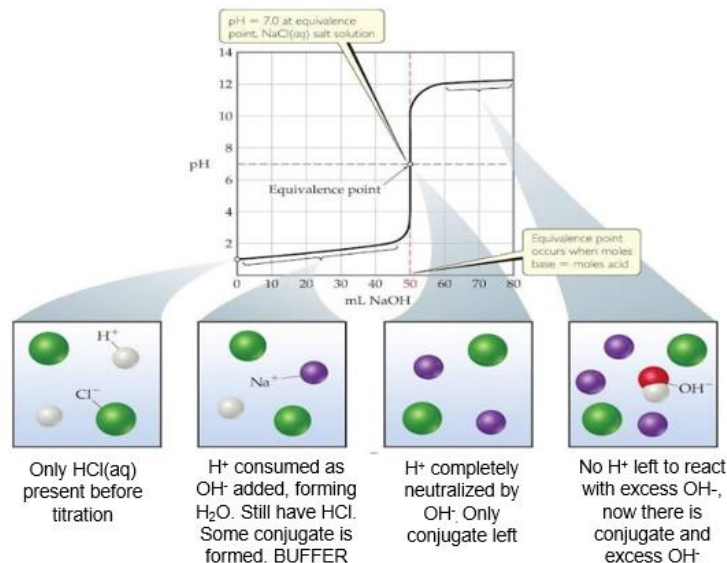 pH = 7.0 at equivalence
point, NaCl(aq) salt solution
14
12
10
8
pH
6
Equivalence point
4
2
Equivalence point
occurs when moles
base = moles acid
0 10 20 30 40 50 60 70 80
mL NaOH
H⁺
Cl⁻
Na⁺
OH⁻
Only HCl(aq)
present before
titration
H⁺ consumed as
OH⁻ added, forming
H₂O. Still have HCl.
Some conjugate is
formed. BUFFER
H⁺ completely
neutralized by
OH⁻. Only
conjugate left
No H⁺ left to react
with excess OH-,
now there is
conjugate and
excess OH⁻